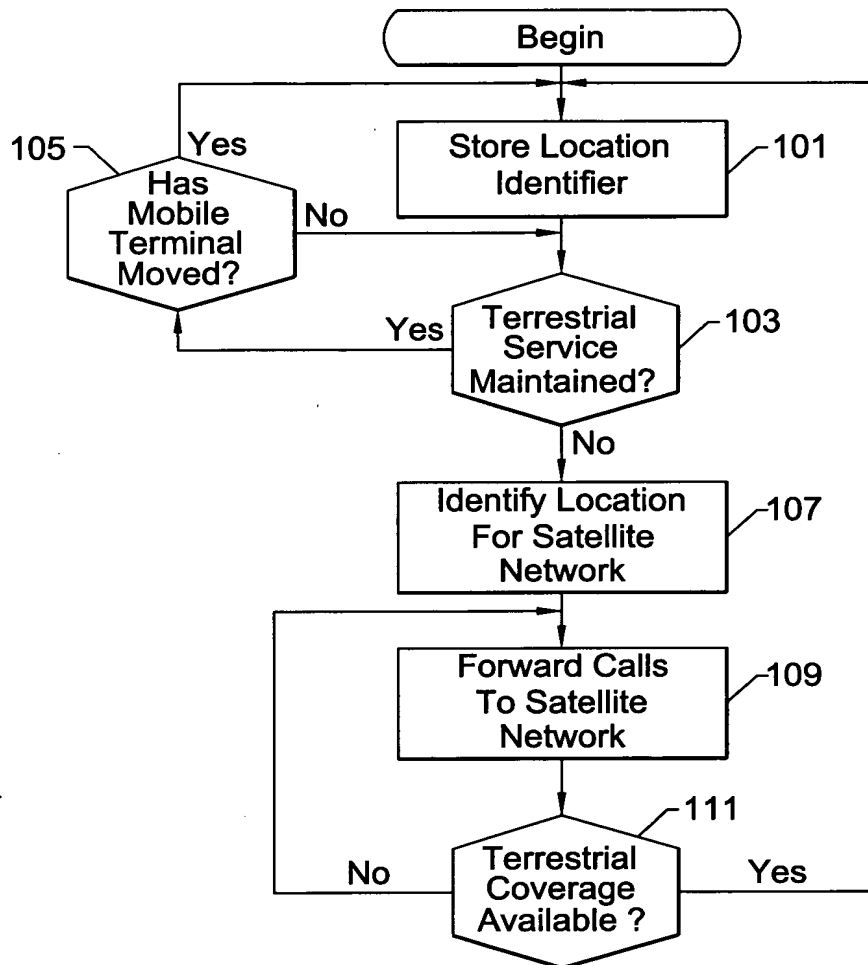 Begin
Store Location
Identifier
101
105
Yes
Has
Mobile
Terminal
Moved?
No
Yes
Terrestrial
Service
Maintained?
103
No
Identify Location
For Satellite
Network
107
Forward Calls
To Satellite
Network
109
111
Terrestrial
Coverage
Available ?
No
Yes